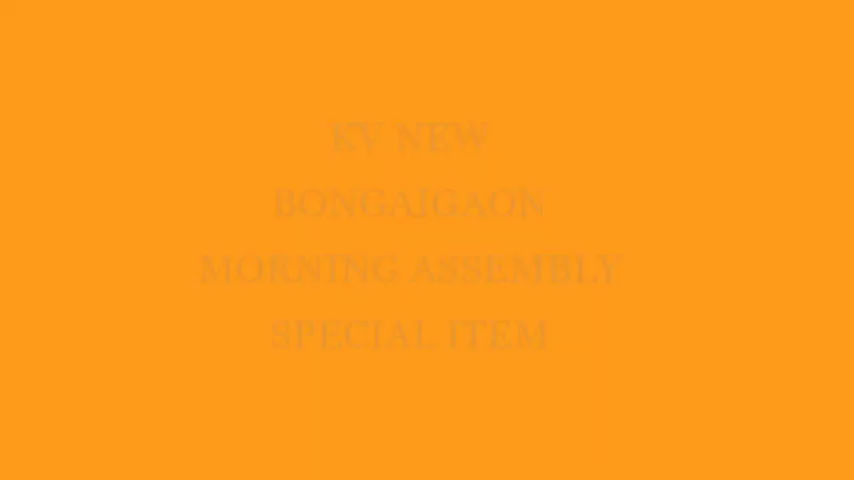 KV NEW
BONGAIGAON
MORNING ASSEMBLY
SPECIAL ITEM